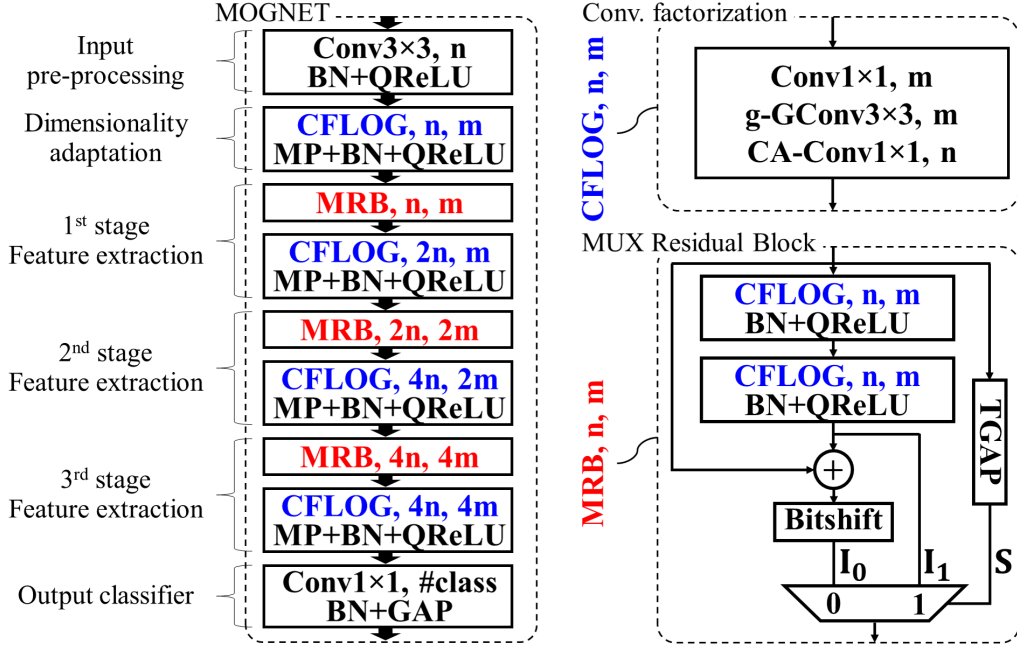 MOGNET
Input
pre-processing
Conv3×3, n
BN+QReLU
Dimensionality
adaptation
CFLOG, n, m
MP+BN+QReLU
1st stage
Feature extraction
MRB, n, m
CFLOG, 2n, m
MP+BN+QReLU
2nd stage
Feature extraction
MRB, 2n, 2m
CFLOG, 4n, 2m
MP+BN+QReLU
3rd stage
Feature extraction
MRB, 4n, 4m
CFLOG, 4n, 4m
MP+BN+QReLU
Output classifier
Conv1×1, #class
BN+GAP
Conv. factorization
CFLOG, n, m
Conv1×1, m
g-GConv3×3, m
CA-Conv1×1, n
MUX Residual Block
MRB, n, m
CFLOG, n, m
BN+QReLU
CFLOG, n, m
BN+QReLU
TGAP
+
Bitshift
I0 I1 S
0 1